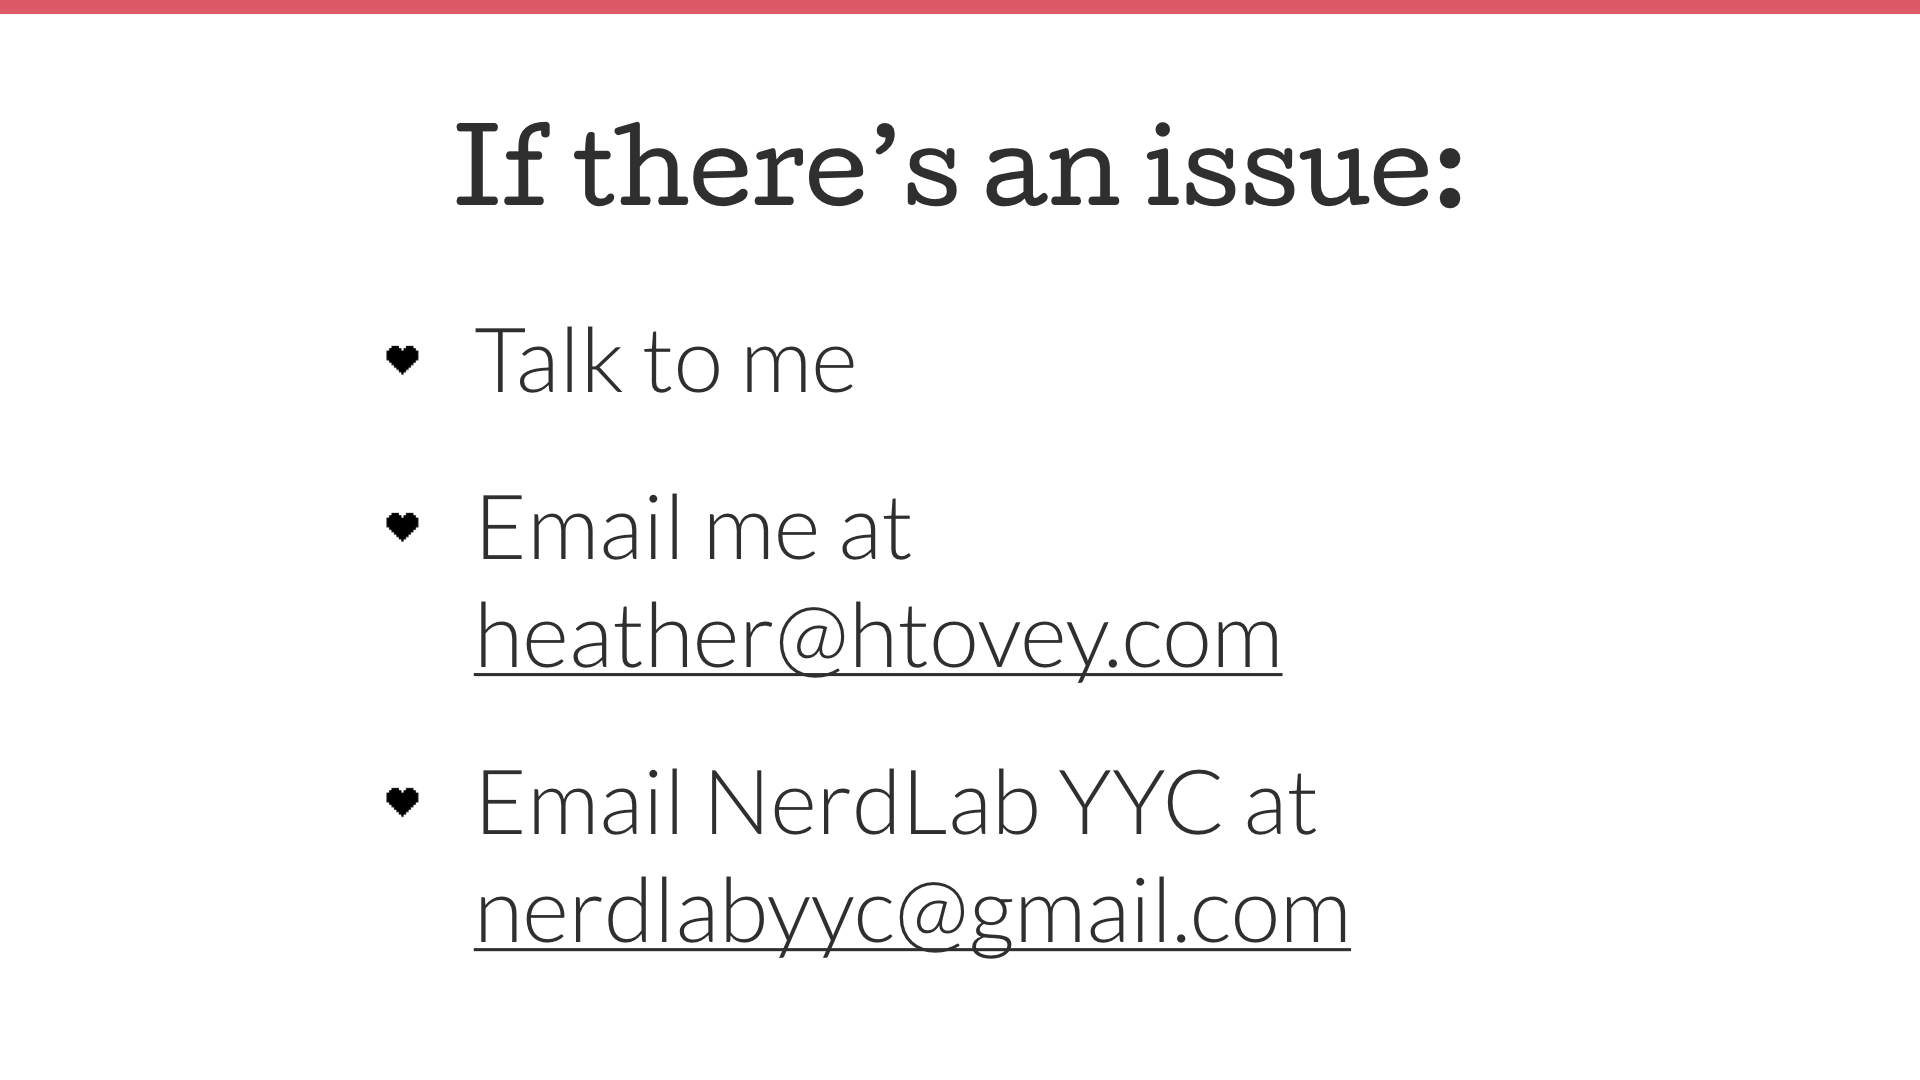 If there’s an issue:
Talk to me
Email me at
heather@htovey.com
Email NerdLab YYC at
nerdlabyyc@gmail.com